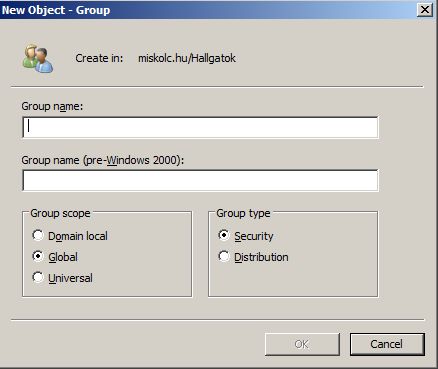 New Object - Group
Create in: miskolc.hu/Hallgatok
Group name:
Group name (pre-Windows 2000):
Group scope
Domain local
Global
Universal
Group type
Security
Distribution
OK
Cancel